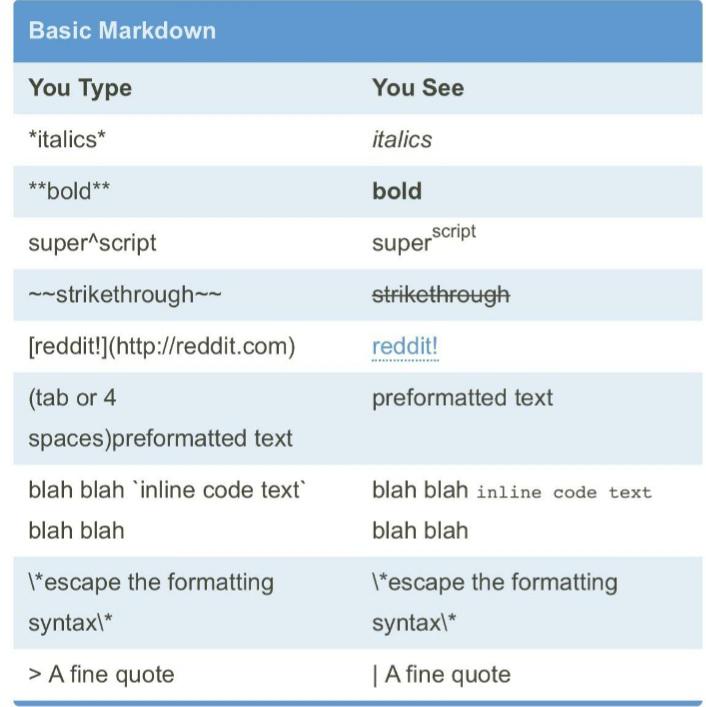 Basic Markdown
You Type You See
*italics* italics
**bold** bold
super^script superscript
~~strikethrough~~ strikethrough
[reddit!](http://reddit.com) reddit!
(tab or 4 preformatted text
spaces)preformatted text
blah blah `inline code text` blah blah inline code text
blah blah blah blah
\*escape the formatting \*escape the formatting
syntax\* syntax\*
> A fine quote | A fine quote